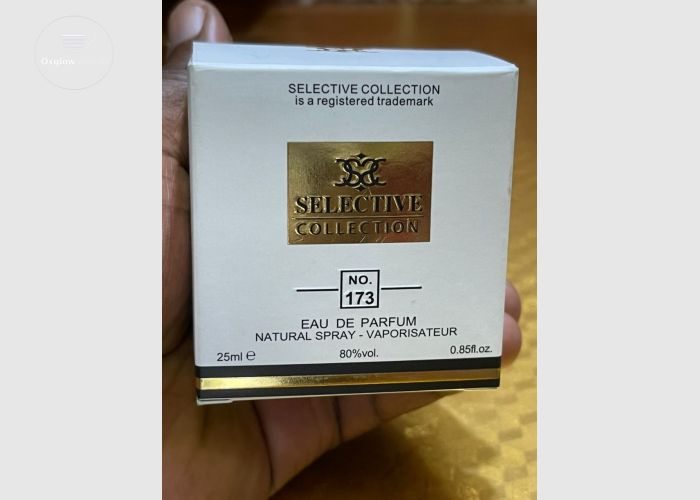 Oxglow
SELECTIVE COLLECTION
is a registered trademark
SELECTIVE
COLLECTION
NO.
173
EAU DE PARFUM
NATURAL SPRAY - VAPORISATEUR
25ml ℮ 80%vol. 0.85fl.oz.